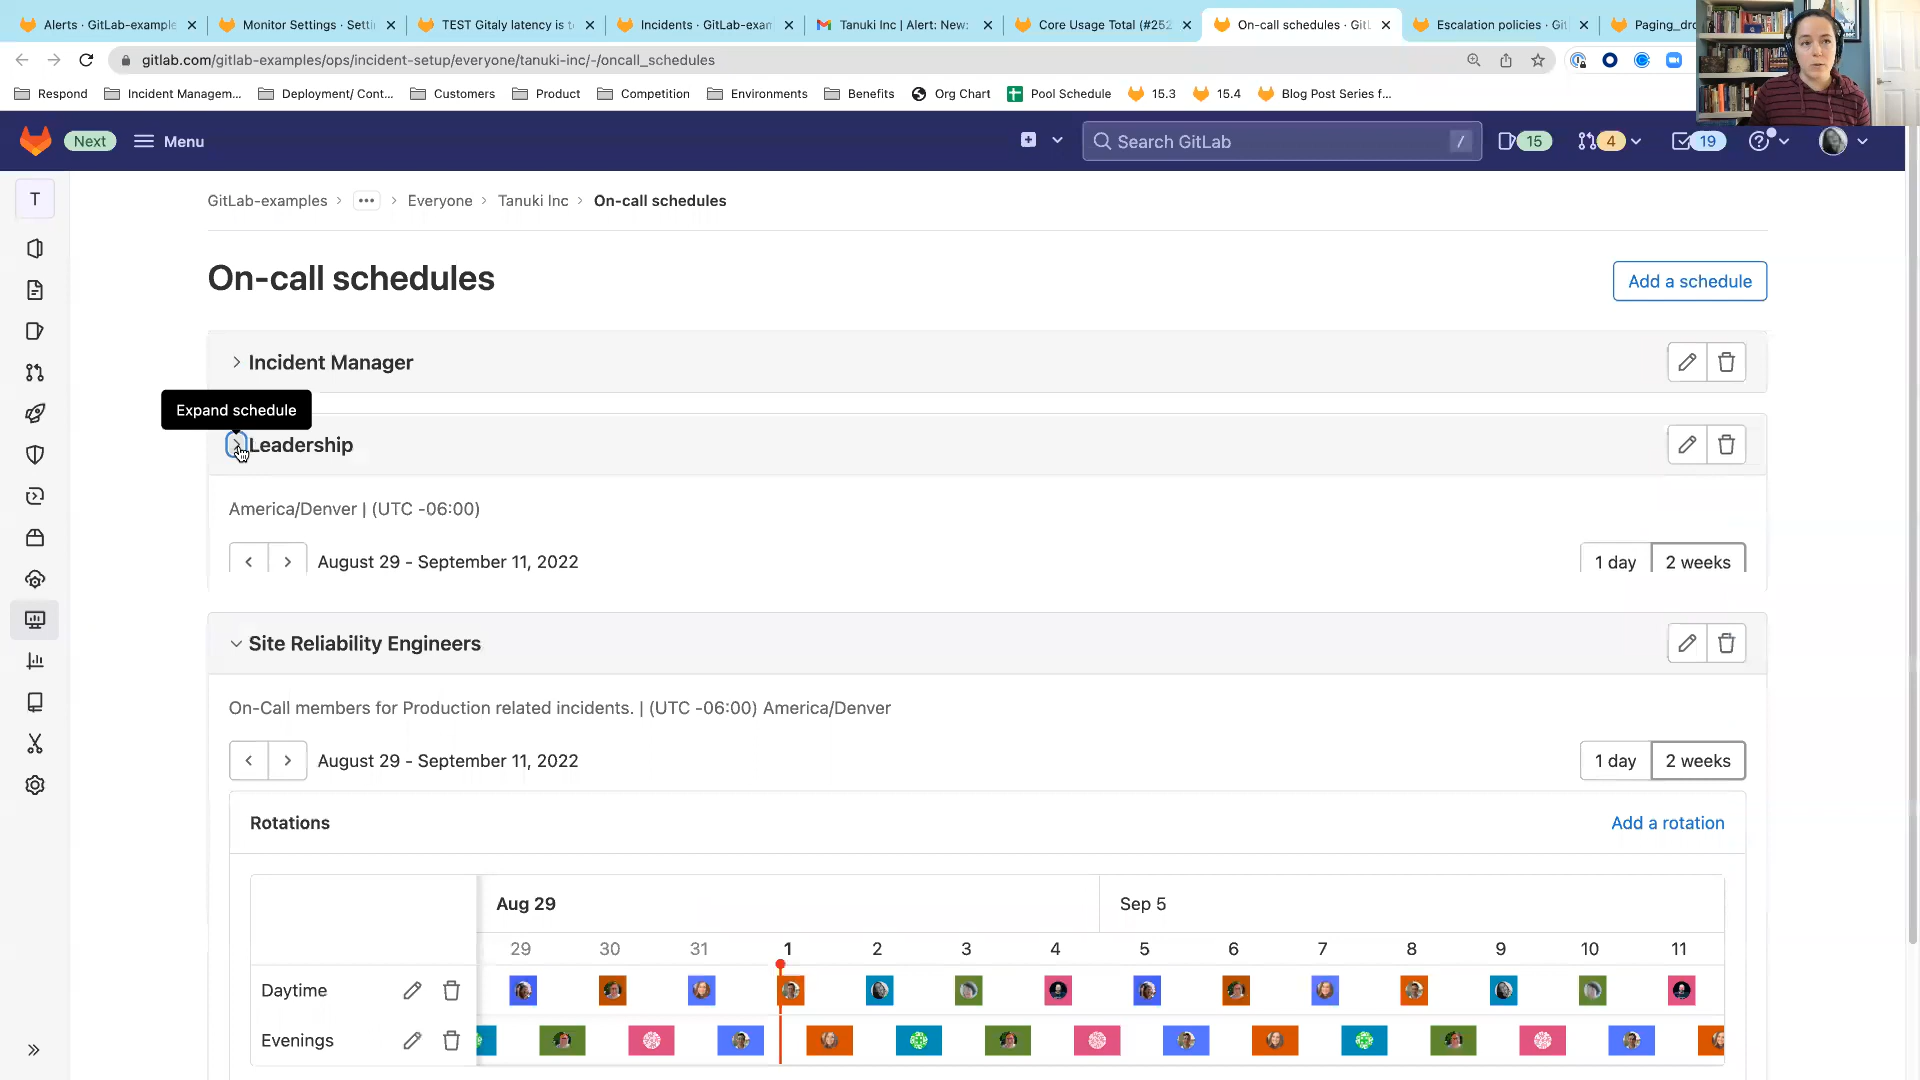 Alerts · GitLab-example
Monitor Settings · Setti
TEST Gitaly latency is t
Incidents · GitLab-exam
Tanuki Inc | Alert: New:
Core Usage Total (#252
On-call schedules · GitL
Escalation policies · Git
Paging_dro
gitlab.com/gitlab-examples/ops/incident-setup/everyone/tanuki-inc/-/oncall_schedules
Respond
Incident Managem...
Deployment/ Cont...
Customers
Product
Competition
Environments
Benefits
Org Chart
Pool Schedule
15.3
15.4
Blog Post Series f...
Next
Menu
Search GitLab
/
15
4
19
T
GitLab-examples › ••• › Everyone › Tanuki Inc › On-call schedules
On-call schedules
Add a schedule
Incident Manager
Expand schedule
Leadership
America/Denver | (UTC -06:00)
August 29 - September 11, 2022
1 day
2 weeks
Site Reliability Engineers
On-Call members for Production related incidents. | (UTC -06:00) America/Denver
August 29 - September 11, 2022
1 day
2 weeks
Rotations
Add a rotation
Aug 29
Sep 5
29 30 31 1 2 3 4 5 6 7 8 9 10 11
Daytime
Evenings